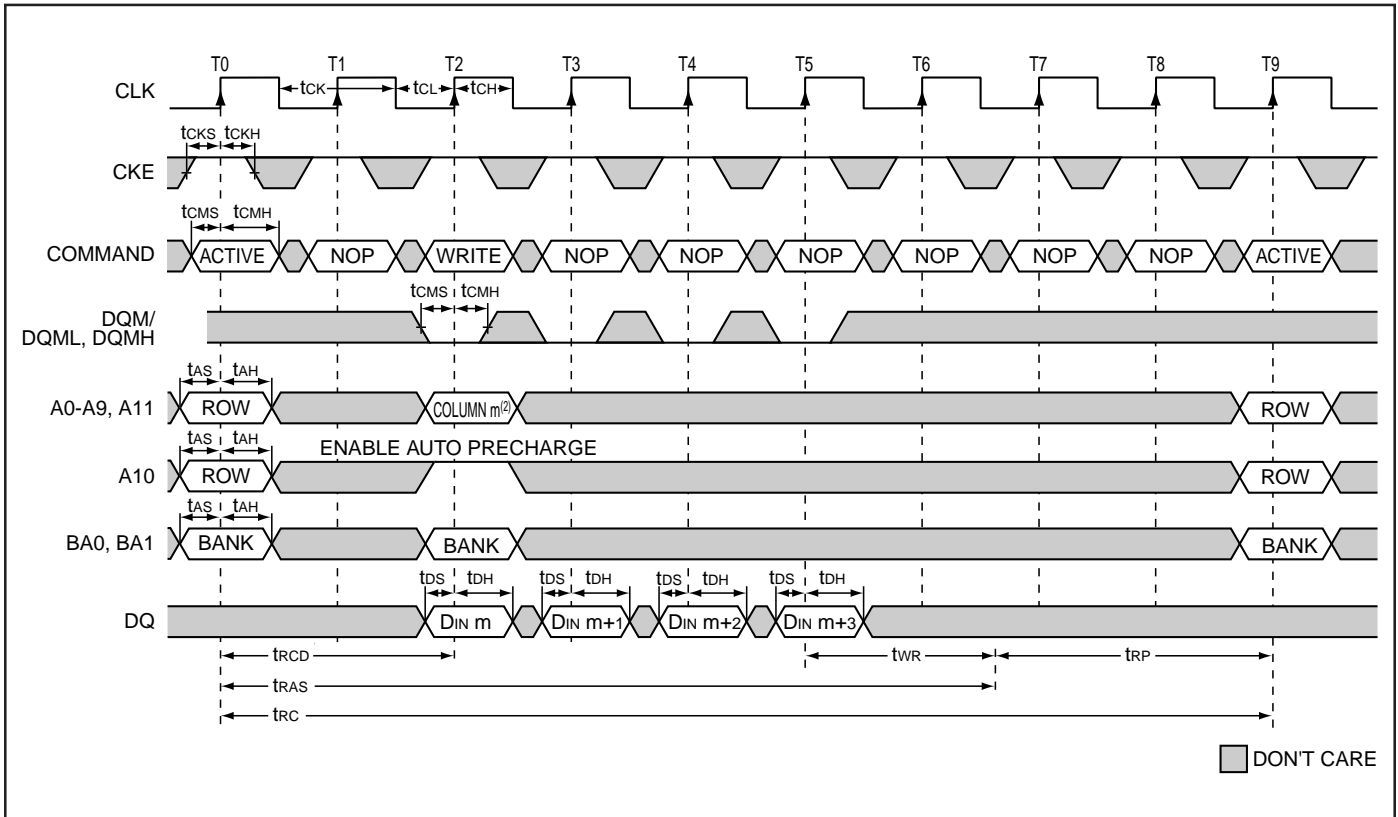 T0 T1 T2 T3 T4 T5 T6 T7 T8 T9
CLK tCK tCL tCH
tCKS tCKH
CKE
tCMS tCMH
COMMAND ACTIVE NOP WRITE NOP NOP NOP NOP NOP NOP ACTIVE
tCMS tCMH
DQM/
DQML, DQMH
tAS tAH
A0-A9, A11 ROW COLUMN m(2) ROW
tAS tAH ENABLE AUTO PRECHARGE
A10 ROW ROW
tAS tAH
BA0, BA1 BANK BANK BANK
tDS tDH tDS tDH tDS tDH tDS tDH
DQ DIN m DIN m+1 DIN m+2 DIN m+3
tRCD tWR tRP
tRAS
tRC
DON'T CARE